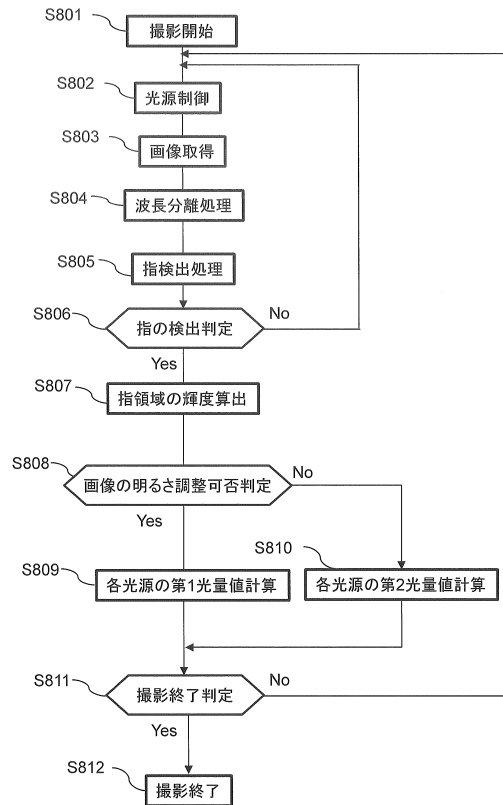 S801
撮影開始
S802
光源制御
S803
画像取得
S804
波長分離処理
S805
指検出処理
S806
指の検出判定
No
Yes
S807
指領域の輝度算出
S808
画像の明るさ調整可否判定
No
Yes
S809
各光源の第1光量値計算
S810
各光源の第2光量値計算
S811
撮影終了判定
No
Yes
S812
撮影終了